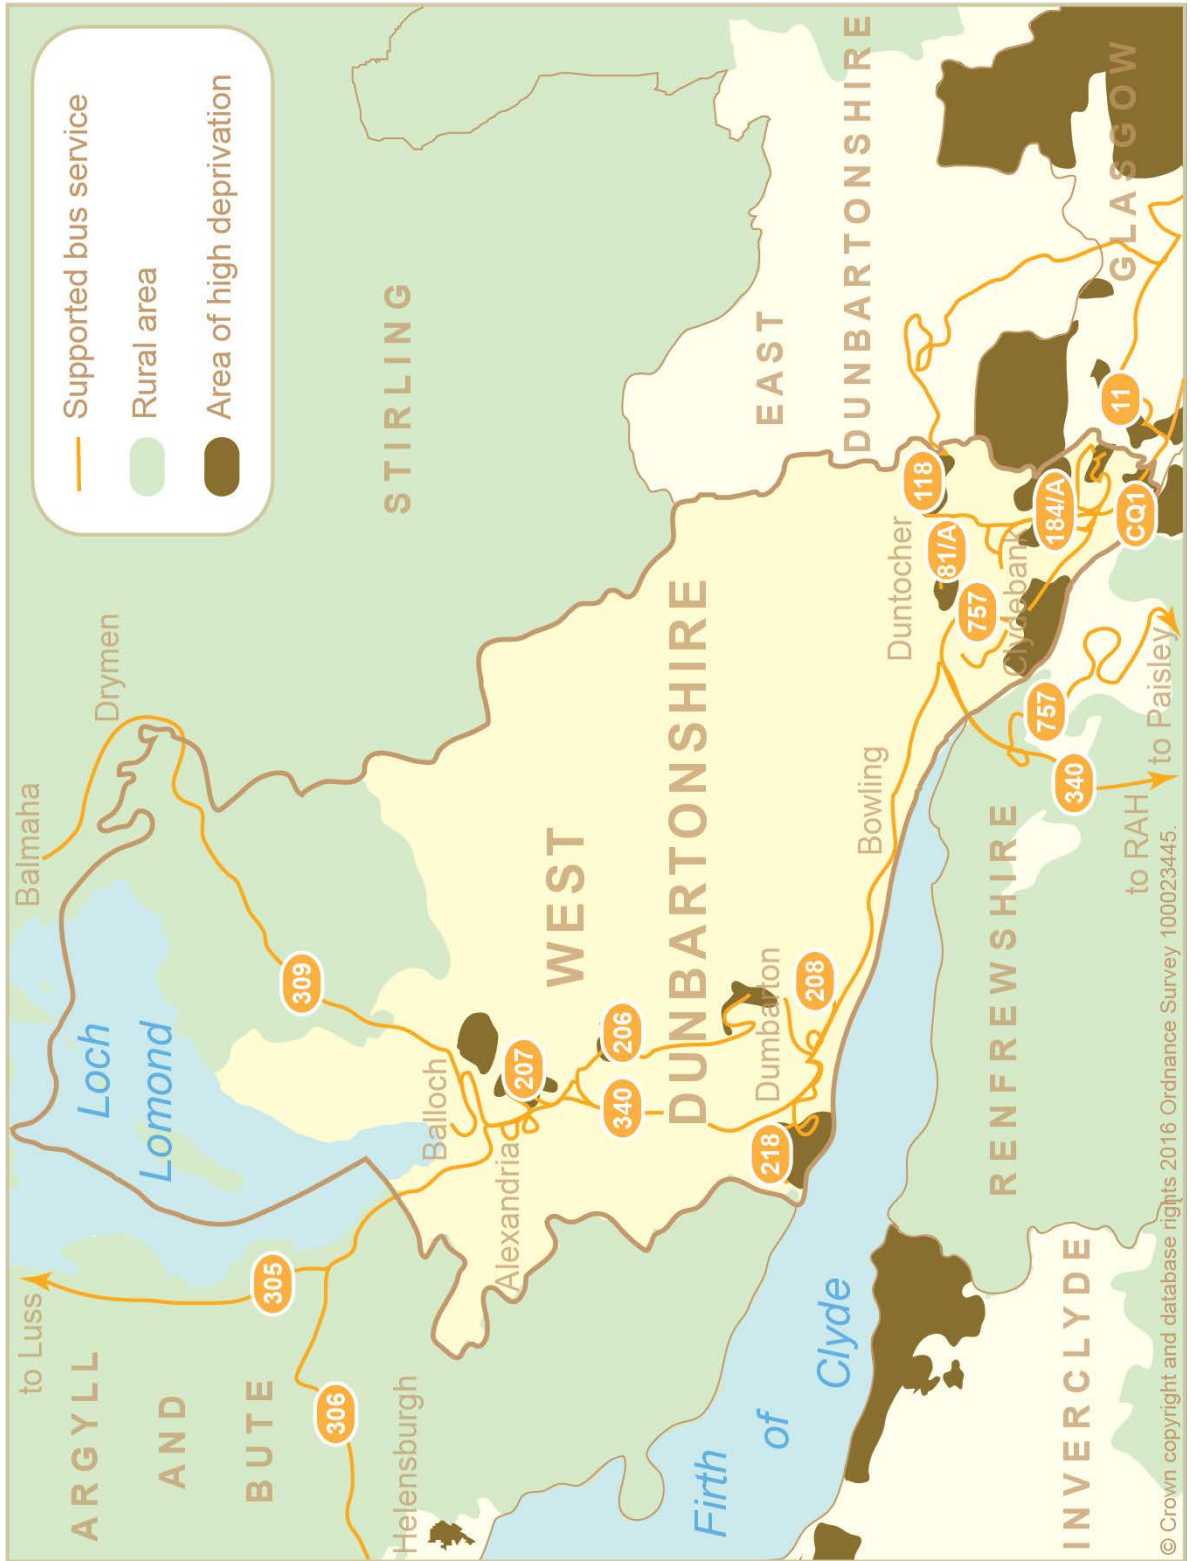 Supported bus service
Rural area
Area of high deprivation
to Luss
Balmaha
Drymen
ARGYLL
AND
BUTE
Loch
Lomond
STIRLING
305
309
306
Helensburgh
Balloch
Alexandria
207
206
340
WEST
DUNBARTONSHIRE
EAST
DUNBARTONSHIRE
Firth
of
Clyde
218
Dumbarton
208
Bowling
Duntocher
118
81/A
757
Clydebank
184/A
CQ1
11
GLASGOW
INVERCLYDE
RENFREWSHIRE
757
340
to RAH
to Paisley
© Crown copyright and database rights 2016 Ordnance Survey 100023445.